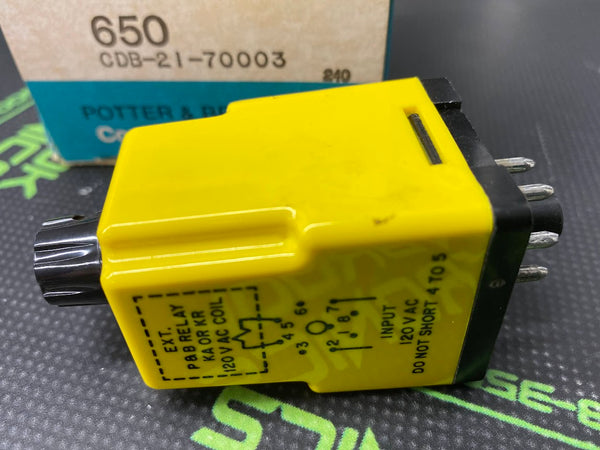 650
CDB-21-70003
240
POTTER & B
EXT.
P&B RELAY
KA OR KR
120 VAC COIL
4 5
3 6
2 1 8 7
INPUT
120 VAC
DO NOT SHORT 4 TO 5